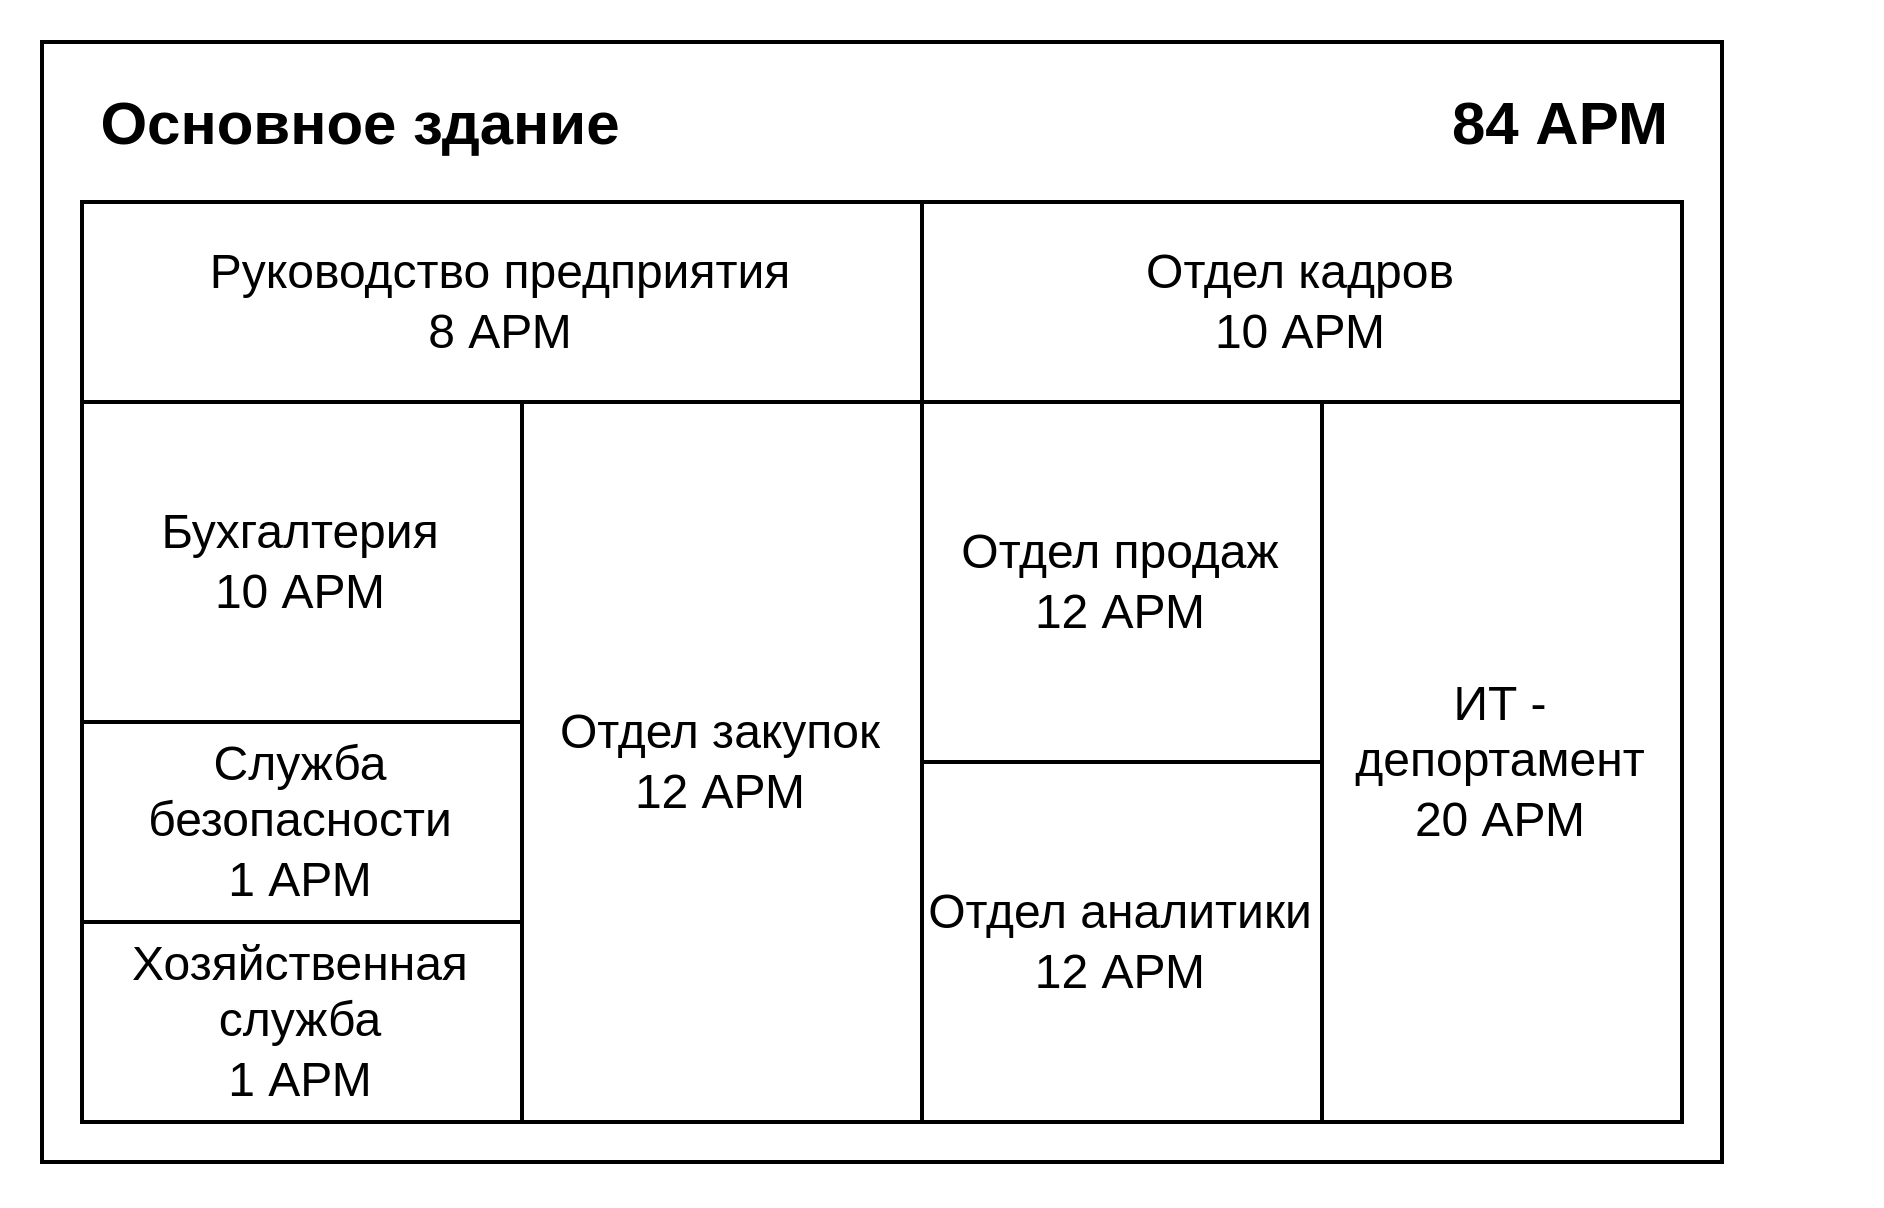 Основное здание
84 АРМ
Руководство предприятия
8 АРМ
Отдел кадров
10 АРМ
Бухгалтерия
10 АРМ
Служба
безопасности
1 АРМ
Хозяйственная
служба
1 АРМ
Отдел закупок
12 АРМ
Отдел продаж
12 АРМ
Отдел аналитики
12 АРМ
ИТ -
депортамент
20 АРМ